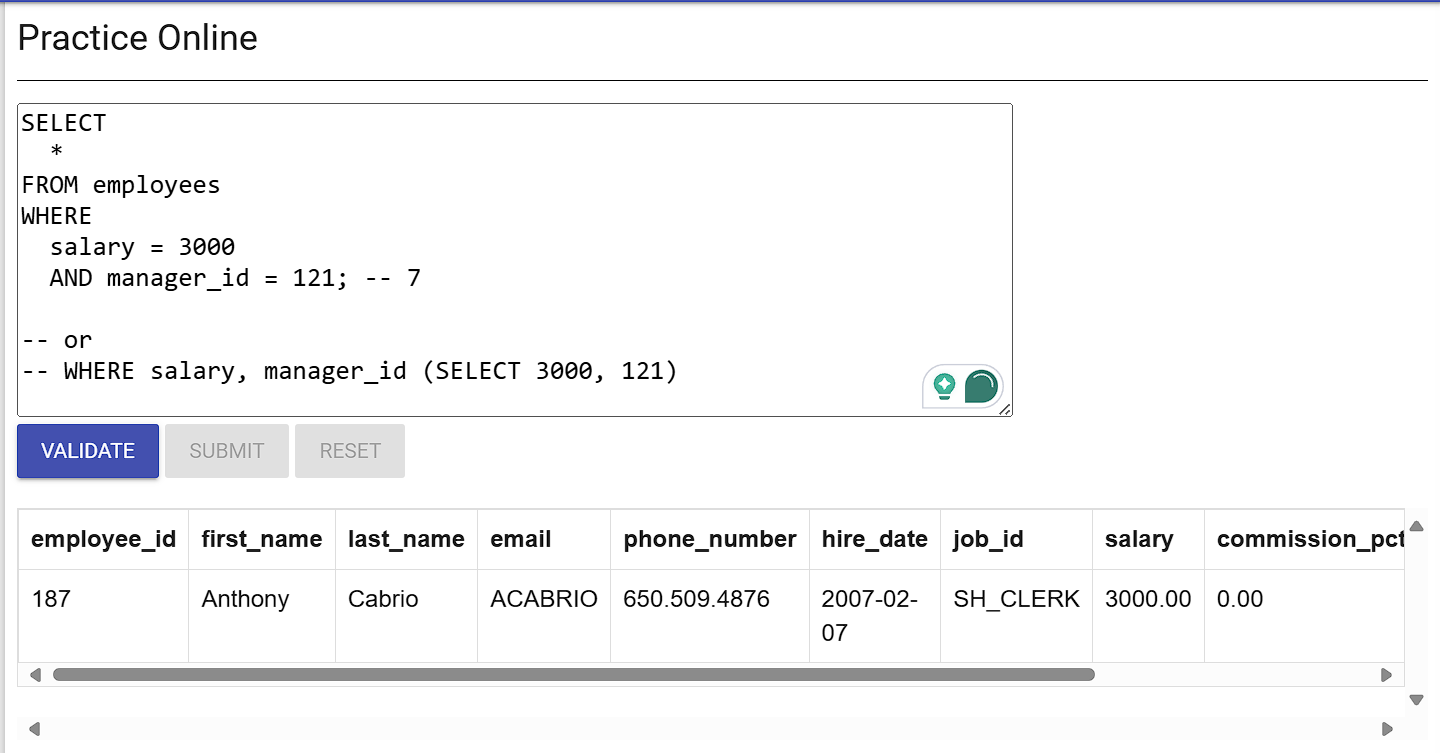 Practice Online
SELECT
  *
FROM employees
WHERE
  salary = 3000
  AND manager_id = 121; -- 7
-- or
-- WHERE salary, manager_id (SELECT 3000, 121)
VALIDATE SUBMIT RESET
employee_id first_name last_name email phone_number hire_date job_id salary commission_pct
187 Anthony Cabrio ACABRIO 650.509.4876 2007-02- SH_CLERK 3000.00 0.00
07